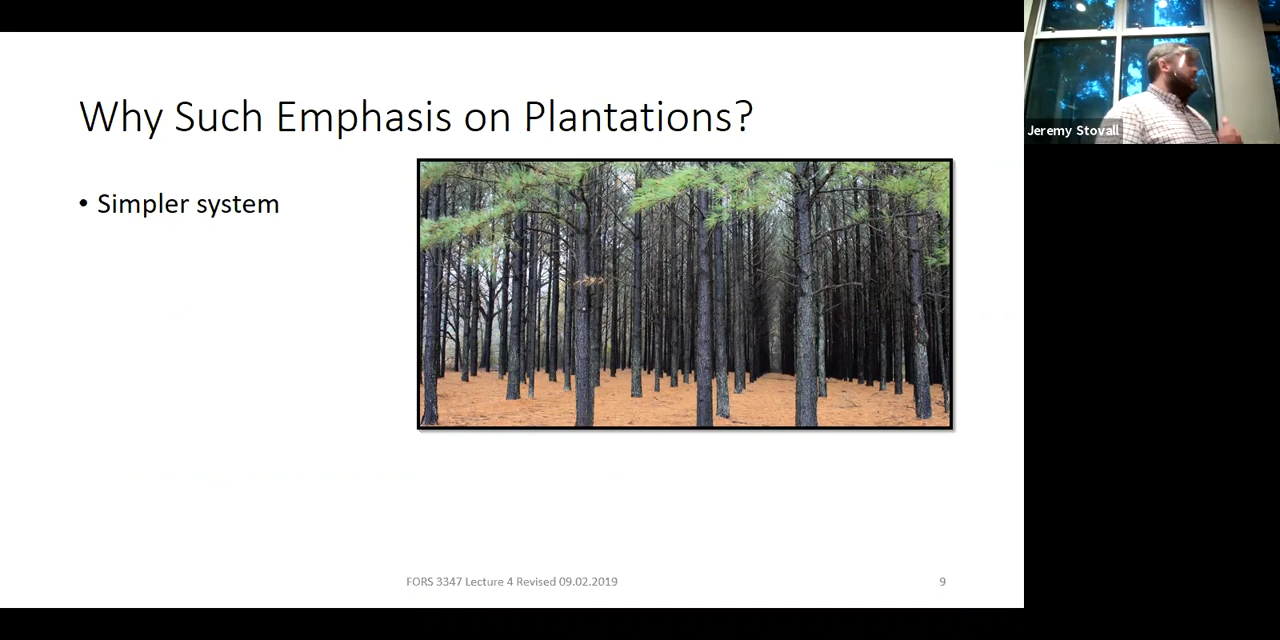 Why Such Emphasis on Plantations?
• Simpler system
Jeremy Stovall
FORS 3347 Lecture 4 Revised 09.02.2019
9